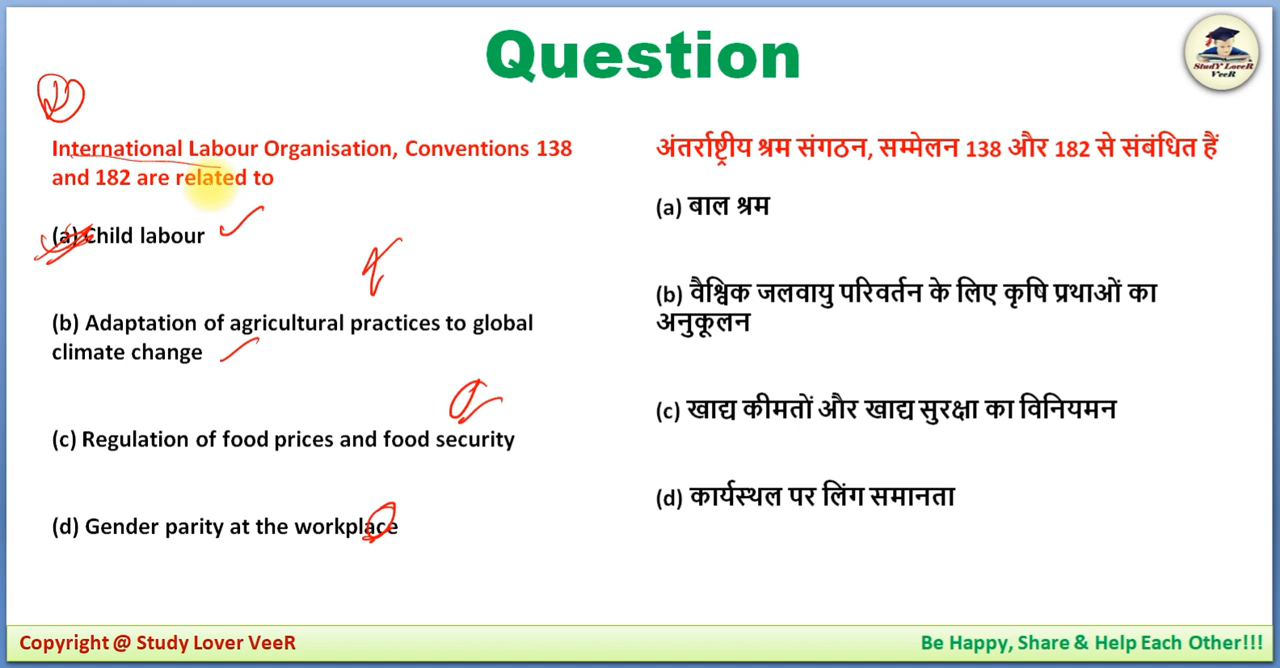 Question
StudY LoveR
VeeR
International Labour Organisation, Conventions 138
and 182 are related to
(a) Child labour
(b) Adaptation of agricultural practices to global
climate change
(c) Regulation of food prices and food security
(d) Gender parity at the workplace
अंतर्राष्ट्रीय श्रम संगठन, सम्मेलन 138 और 182 से संबंधित हैं
(a) बाल श्रम
(b) वैश्विक जलवायु परिवर्तन के लिए कृषि प्रथाओं का
अनुकूलन
(c) खाद्य कीमतों और खाद्य सुरक्षा का विनियमन
(d) कार्यस्थल पर लिंग समानता
Copyright @ Study Lover VeeR
Be Happy, Share & Help Each Other!!!